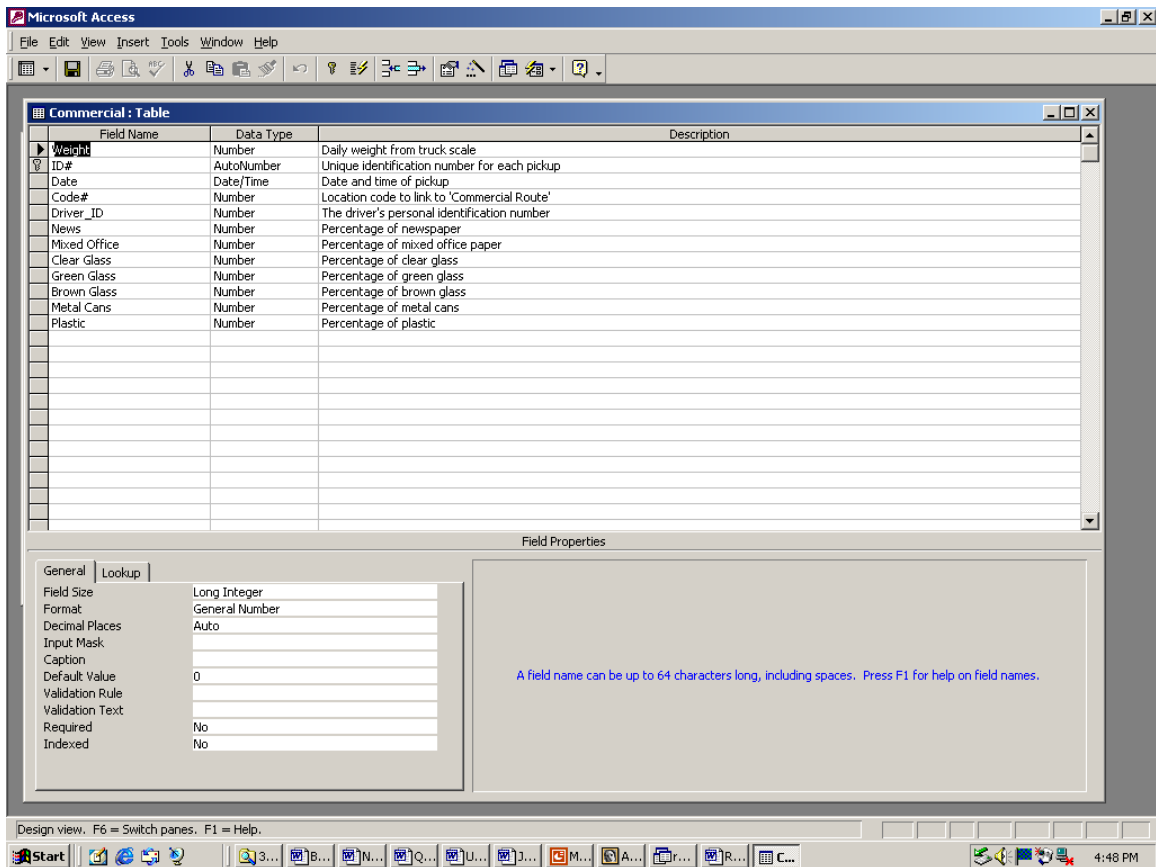 Microsoft Access
File Edit View Insert Tools Window Help
Commercial : Table
Field Name Data Type Description
Weight Number Daily weight from truck scale
ID# AutoNumber Unique identification number for each pickup
Date Date/Time Date and time of pickup
Code# Number Location code to link to 'Commercial Route'
Driver_ID Number The driver's personal identification number
News Number Percentage of newspaper
Mixed Office Number Percentage of mixed office paper
Clear Glass Number Percentage of clear glass
Green Glass Number Percentage of green glass
Brown Glass Number Percentage of brown glass
Metal Cans Number Percentage of metal cans
Plastic Number Percentage of plastic
Field Properties
General Lookup
Field Size Long Integer
Format General Number
Decimal Places Auto
Input Mask
Caption
Default Value 0
Validation Rule
Validation Text
Required No
Indexed No
A field name can be up to 64 characters long, including spaces. Press F1 for help on field names.
Design view. F6 = Switch panes. F1 = Help.
Start 3... B... N... Q... U... J... M... A... r... R... C... 4:48 PM